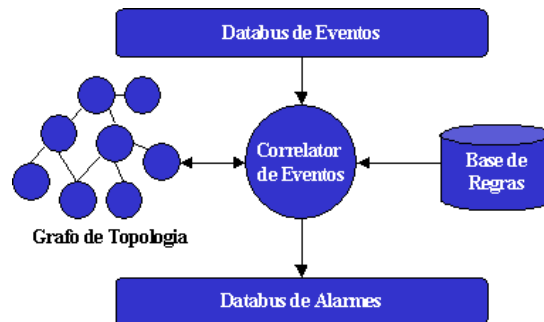 Databus de Eventos
Correlator
de Eventos
Base de
Regras
Grafo de Topologia
Databus de Alarmes